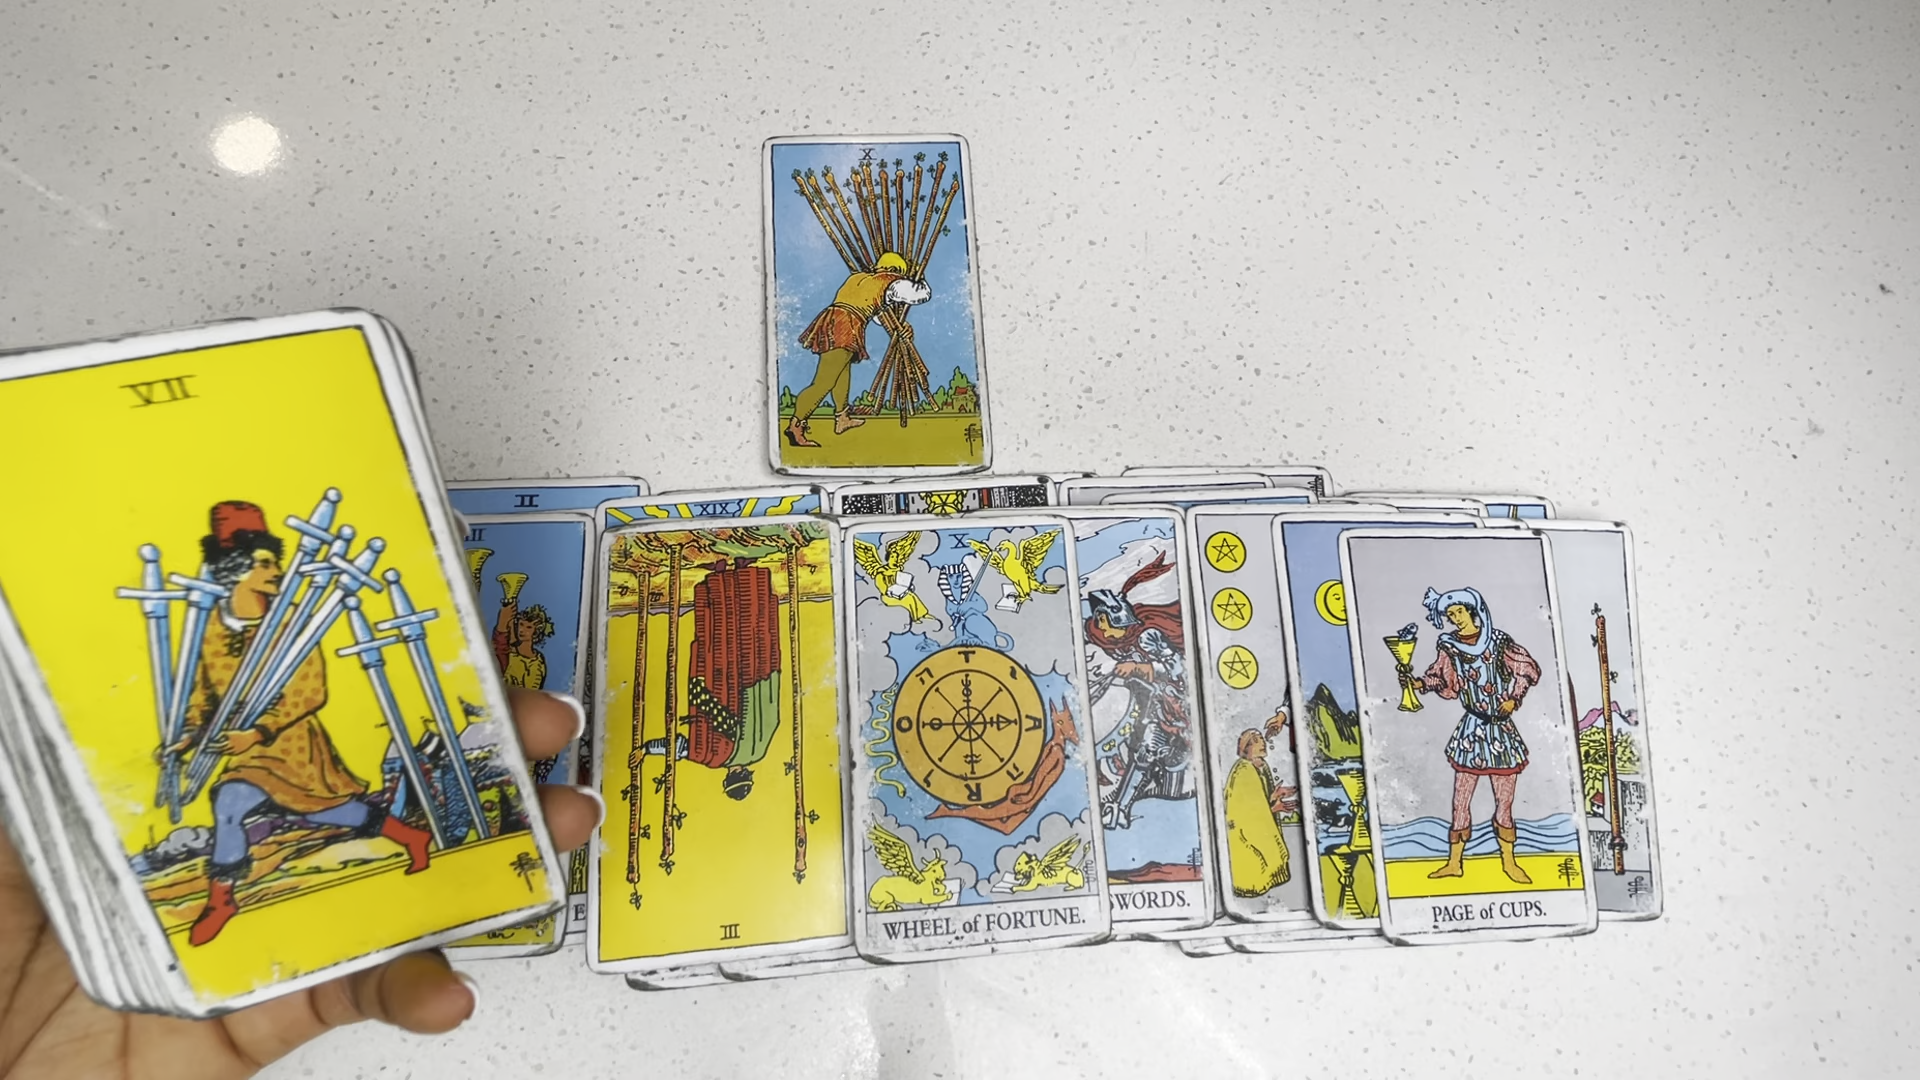 X
VII
II
XIX
III
X
T
A
R
O
WHEEL of FORTUNE.
SWORDS.
PAGE of CUPS.